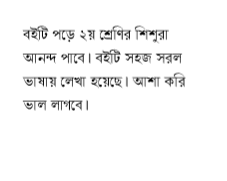 বইটি পড়ে ২য় শ্রেণির শিশুরা
আনন্দ পাবে। বইটি সহজ সরল
ভাষায় লেখা হয়েছে। আশা করি
ভাল লাগবে।